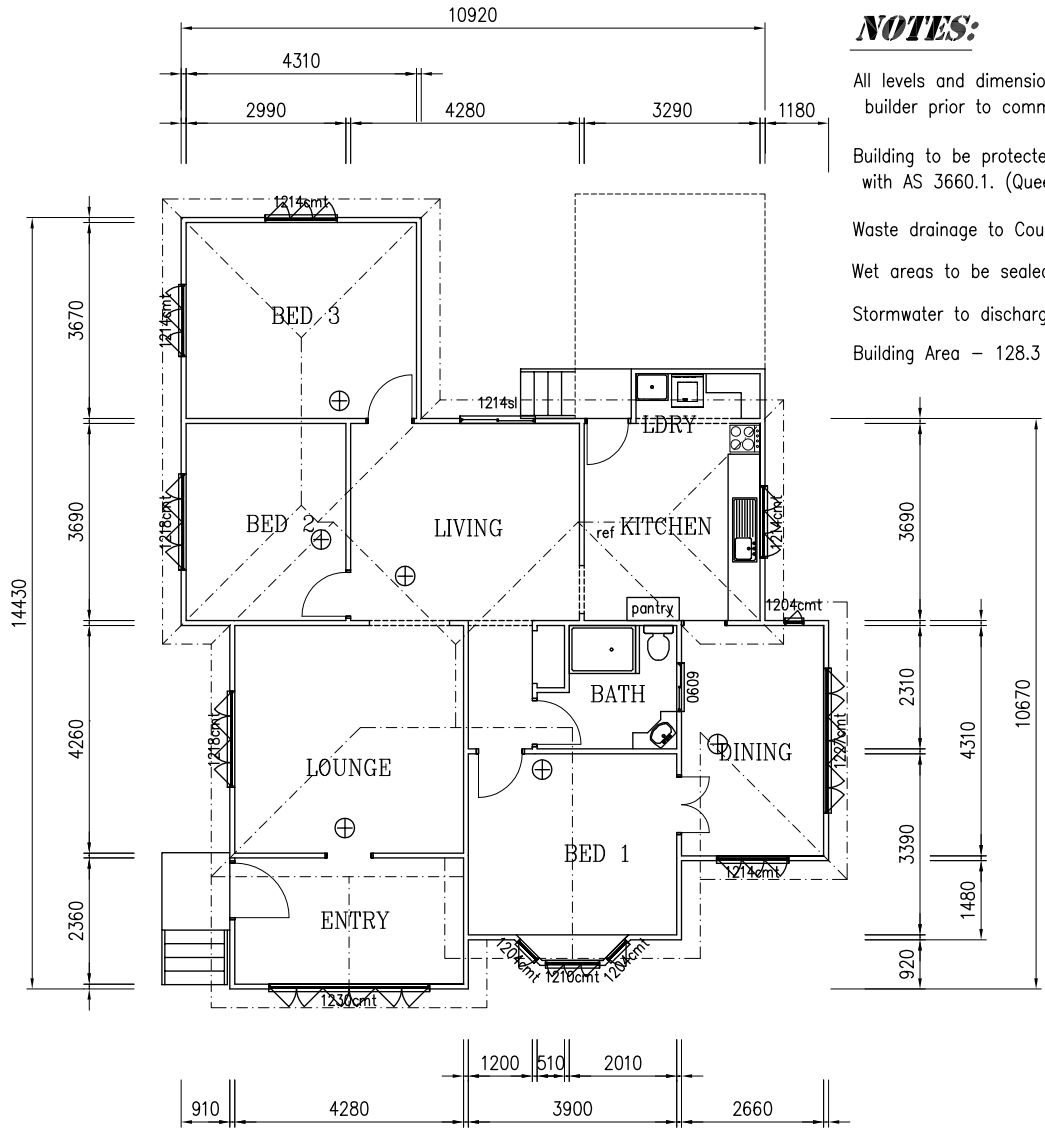 10920
4310
2990
4280
3290
1180
NOTES:
All levels and dimensio
builder prior to comm
Building to be protecte
with AS 3660.1. (Quee
Waste drainage to Cou
Wet areas to be sealed
Stormwater to discharg
Building Area – 128.3
1214cmt
1214cmt
BED 3
3670
1214sl
LDRY
14430
3690
1218cmt
BED 2
LIVING
ref
KITCHEN
1214cmt
3690
pantry
1204cmt
4260
1218cmt
LOUNGE
BATH
0609
DINING
1227cmt
2310
4310
10670
BED 1
3390
1214cmt
2360
ENTRY
1480
1204cmt
1210cmt
1204cmt
920
1230cmt
1200
510
2010
910
4280
3900
2660